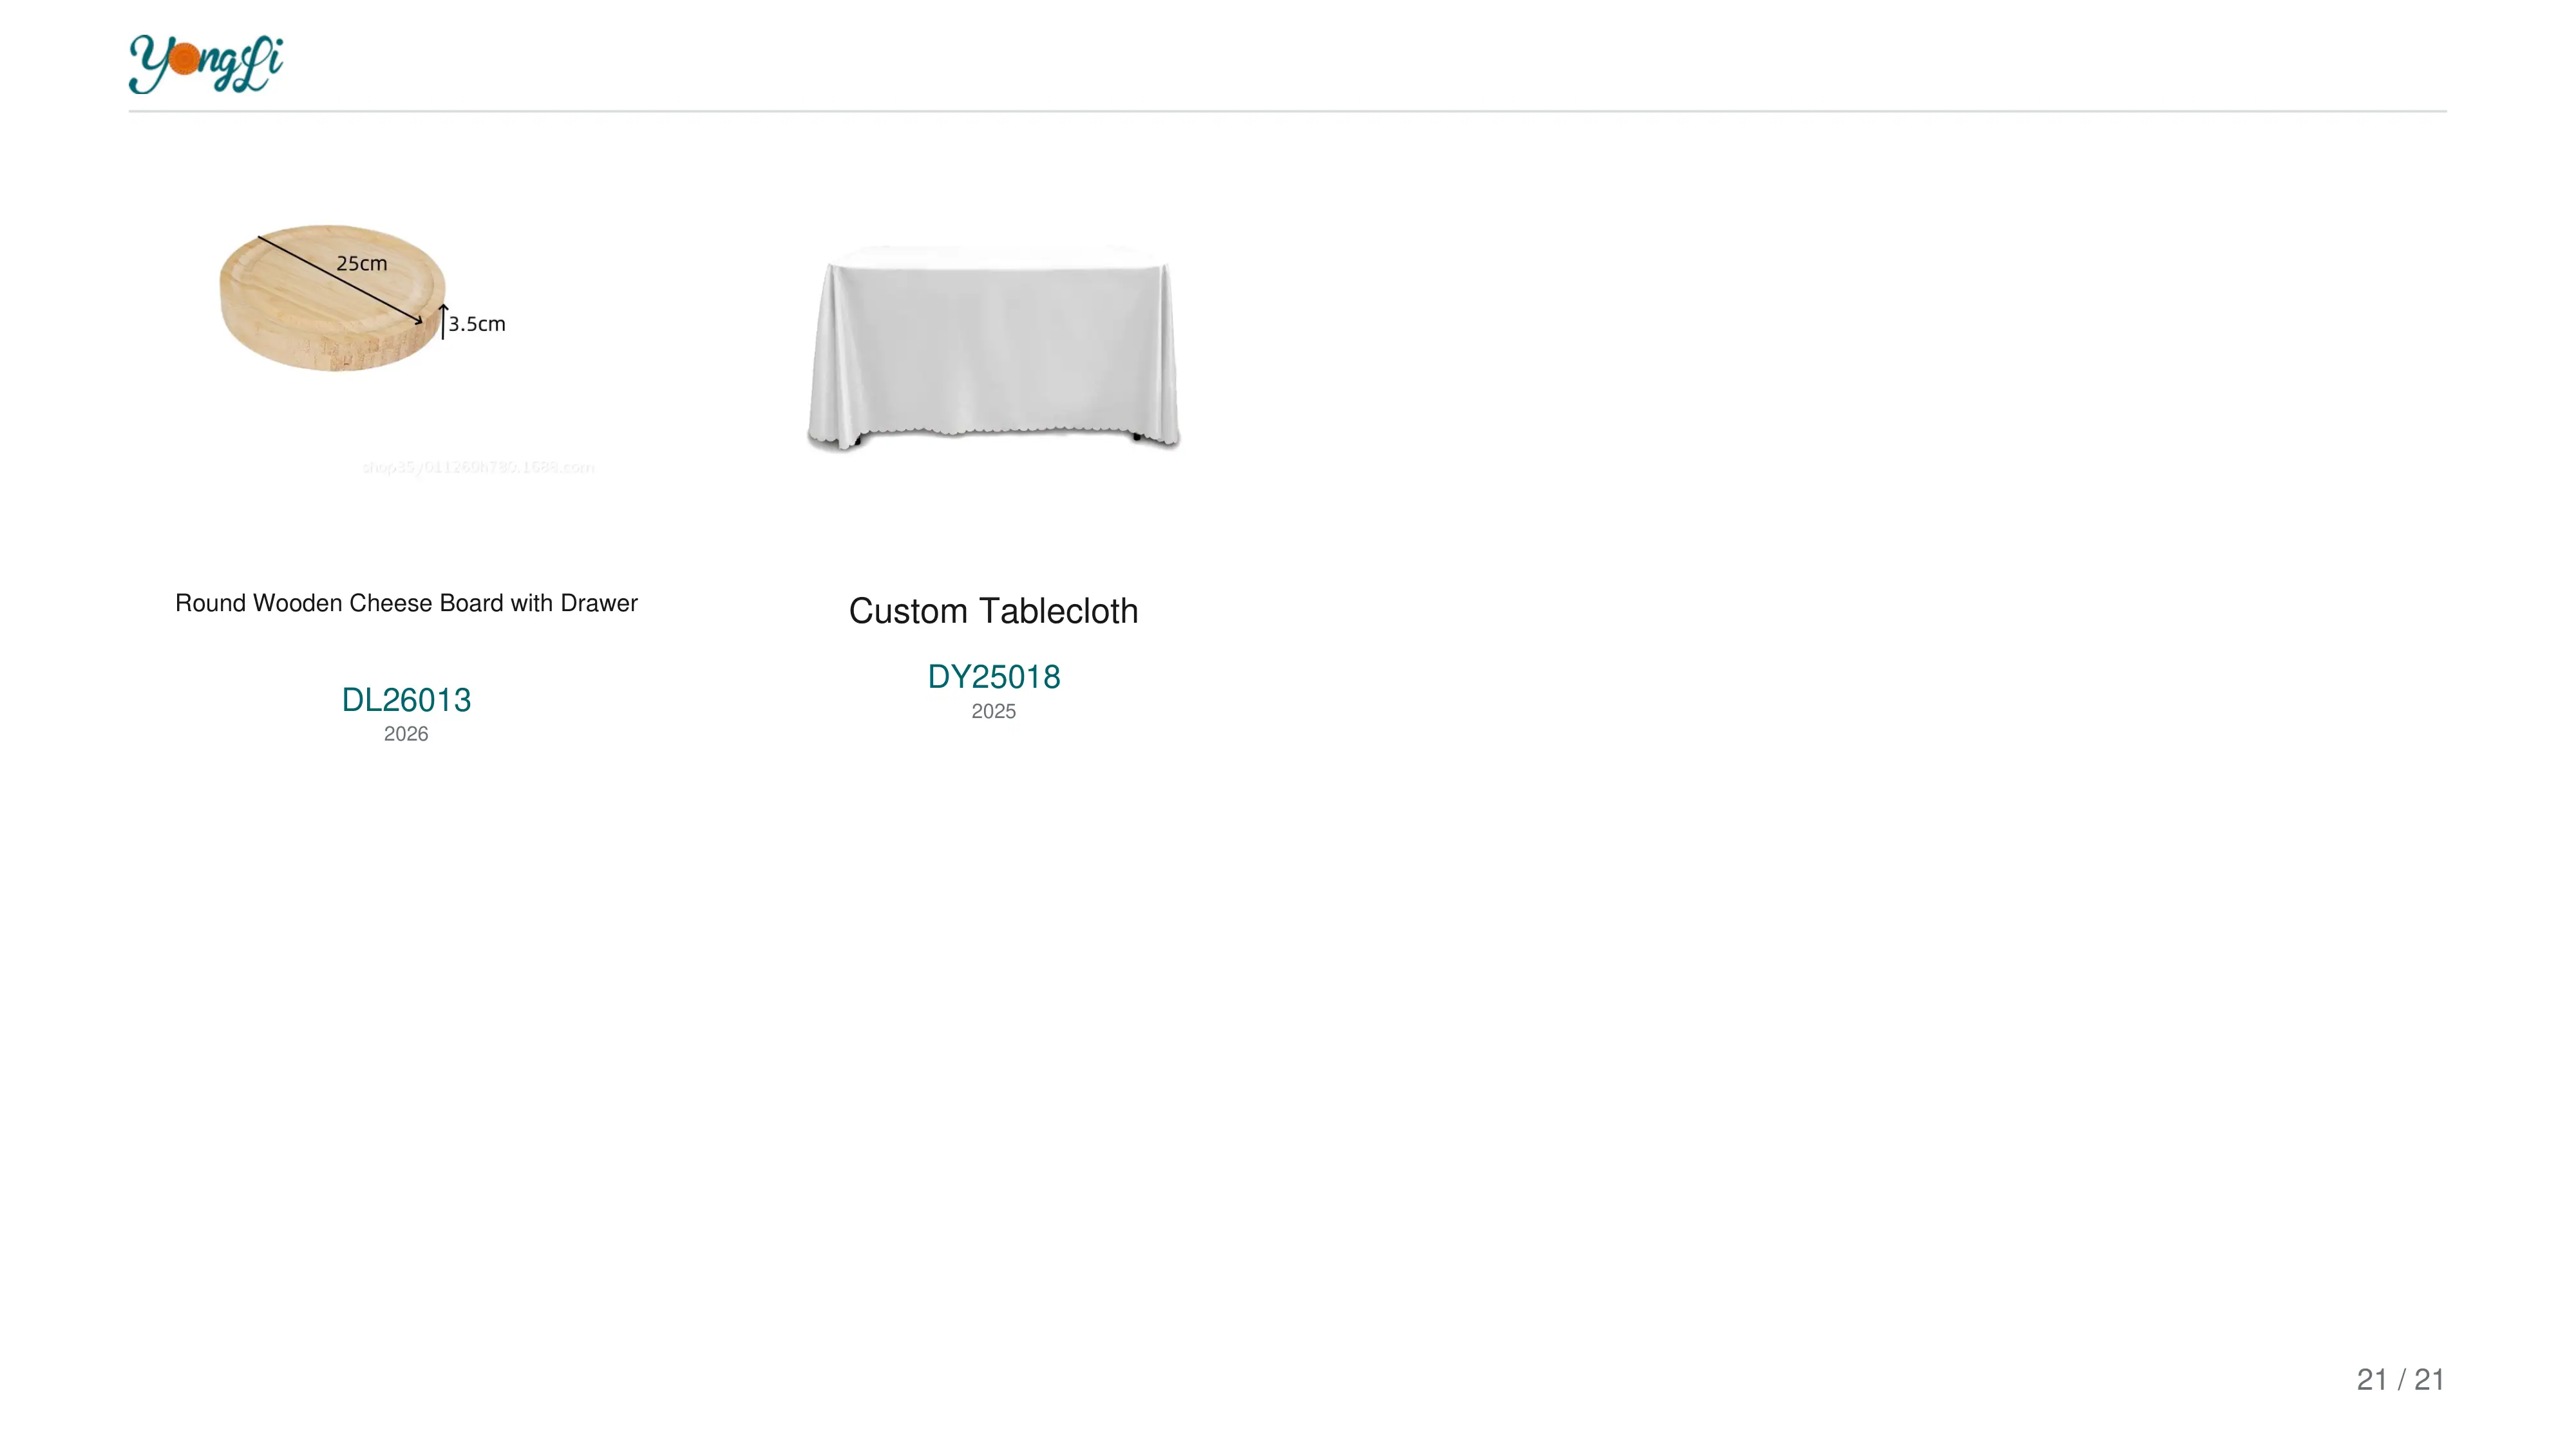 YongLi
25cm
3.5cm
Round Wooden Cheese Board with Drawer
DL26013
2026
Custom Tablecloth
DY25018
2025
21 / 21